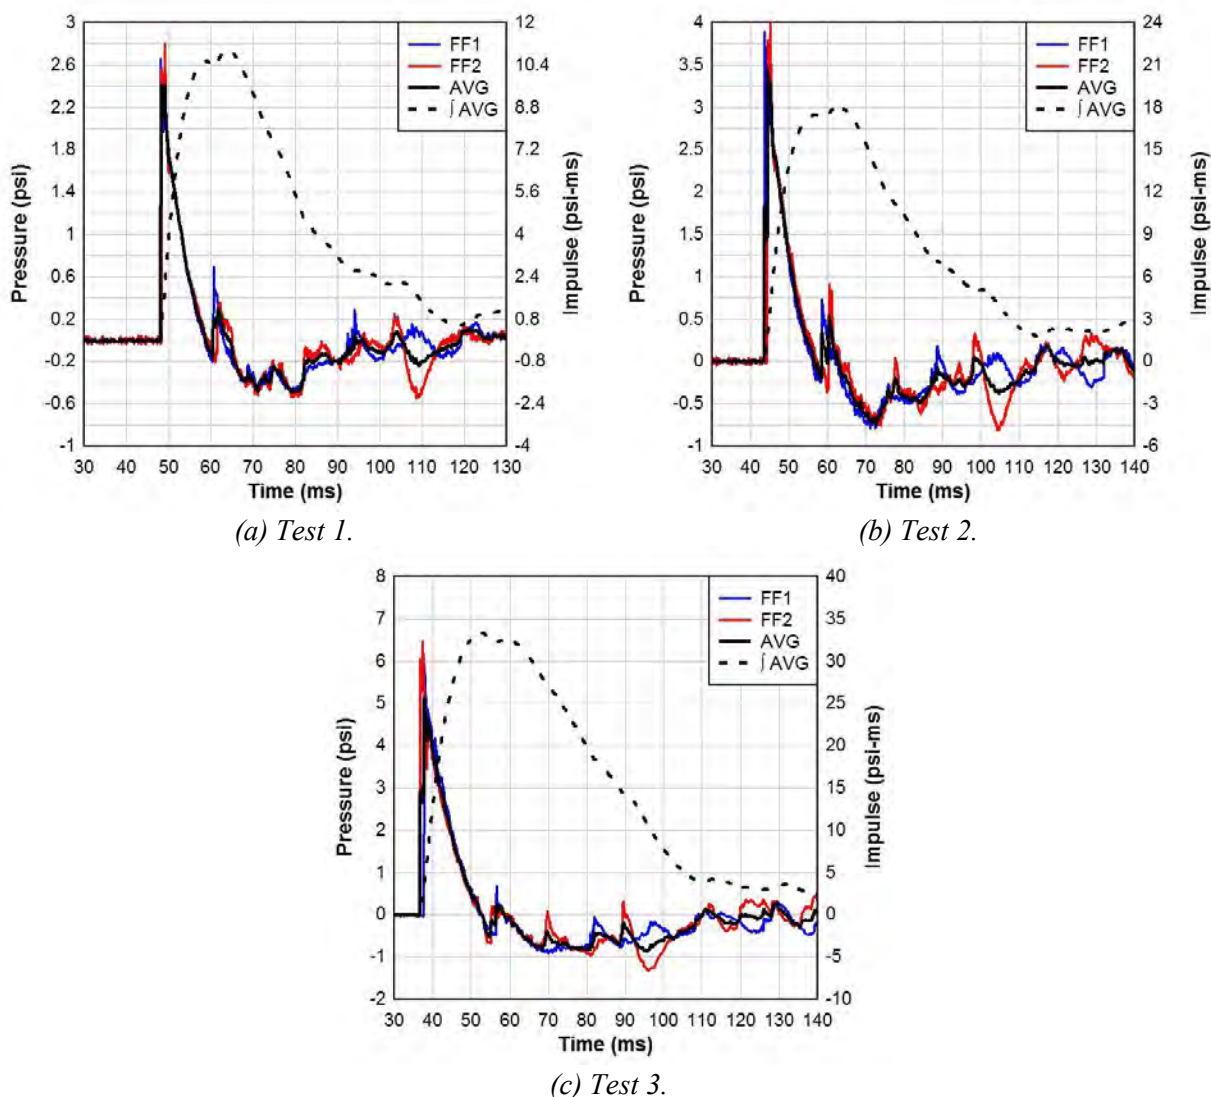 3
2.6
2.2
1.8
1.4
1
0.6
0.2
-0.2
-0.6
-1
Pressure (psi)
30 40 50 60 70 80 90 100 110 120 130
Time (ms)
12
10.4
8.8
7.2
5.6
4
2.4
0.8
-0.8
-2.4
-4
Impulse (psi-ms)
FF1
FF2
AVG
∫ AVG
(a) Test 1.
4
3.5
3
2.5
2
1.5
1
0.5
0
-0.5
-1
Pressure (psi)
30 40 50 60 70 80 90 100 110 120 130 140
Time (ms)
24
21
18
15
12
9
6
3
0
-3
-6
Impulse (psi-ms)
FF1
FF2
AVG
∫ AVG
(b) Test 2.
8
7
6
5
4
3
2
1
0
-1
-2
Pressure (psi)
30 40 50 60 70 80 90 100 110 120 130 140
Time (ms)
40
35
30
25
20
15
10
5
0
-5
-10
Impulse (psi-ms)
FF1
FF2
AVG
∫ AVG
(c) Test 3.